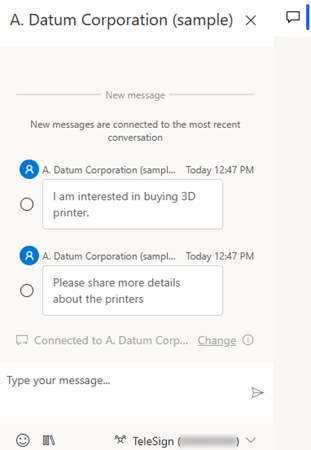 A. Datum Corporation (sample)
New message
New messages are connected to the most recent
conversation
A. Datum Corporation (sampl... Today 12:47 PM
I am interested in buying 3D
printer.
A. Datum Corporation (sampl... Today 12:47 PM
Please share more details
about the printers
Connected to A. Datum Corp... Change
Type your message...
TeleSign ( )